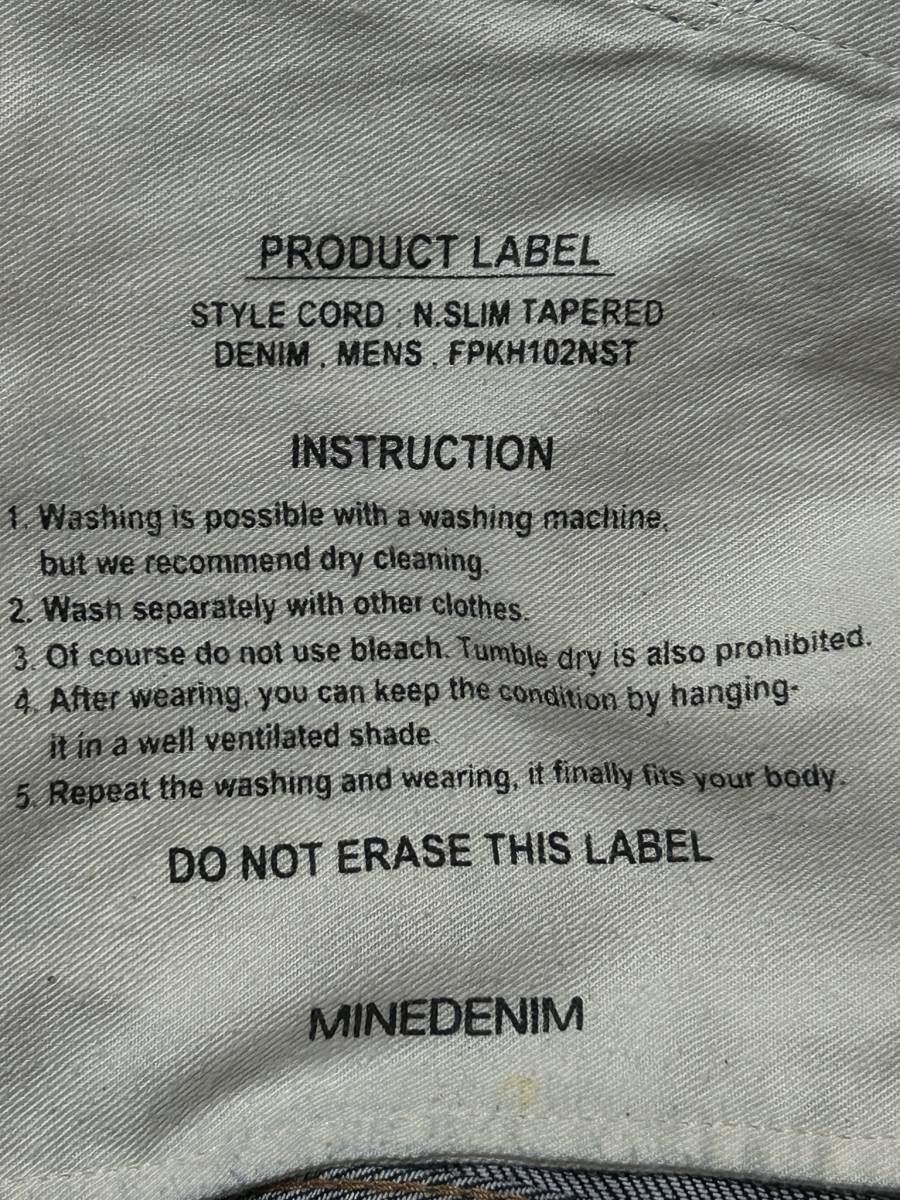 PRODUCT LABEL
STYLE CORD : N.SLIM TAPERED
DENIM . MENS . FPKH102NST
INSTRUCTION
1. Washing is possible with a washing machine,
but we recommend dry cleaning.
2. Wash separately with other clothes.
3. Of course do not use bleach. Tumble dry is also prohibited.
4. After wearing, you can keep the condition by hanging-
it in a well ventilated shade.
5. Repeat the washing and wearing, it finally fits your body.
DO NOT ERASE THIS LABEL
MINEDENIM